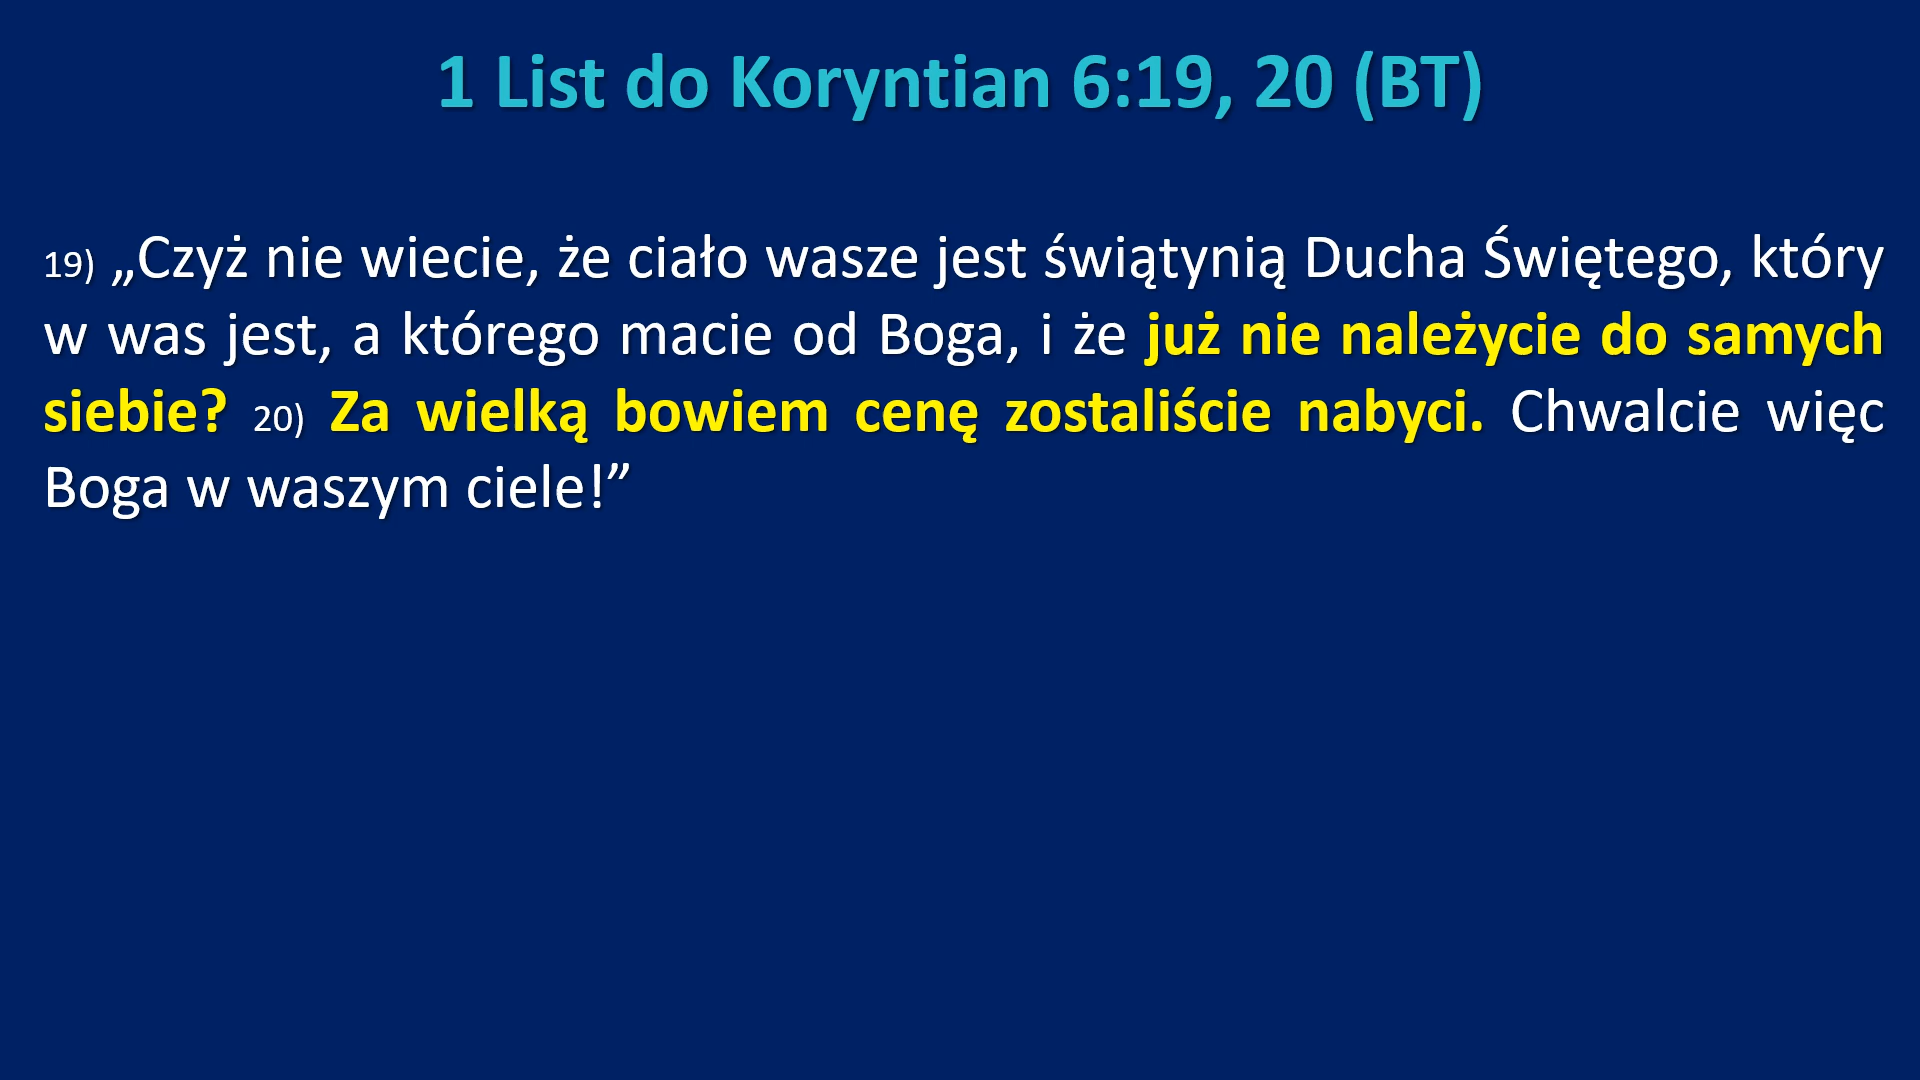 1 List do Koryntian 6:19, 20 (BT)
19) „Czyż nie wiecie, że ciało wasze jest świątynią Ducha Świętego, który
w was jest, a którego macie od Boga, i że już nie należycie do samych
siebie? 20) Za wielką bowiem cenę zostaliście nabyci. Chwalcie więc
Boga w waszym ciele!”